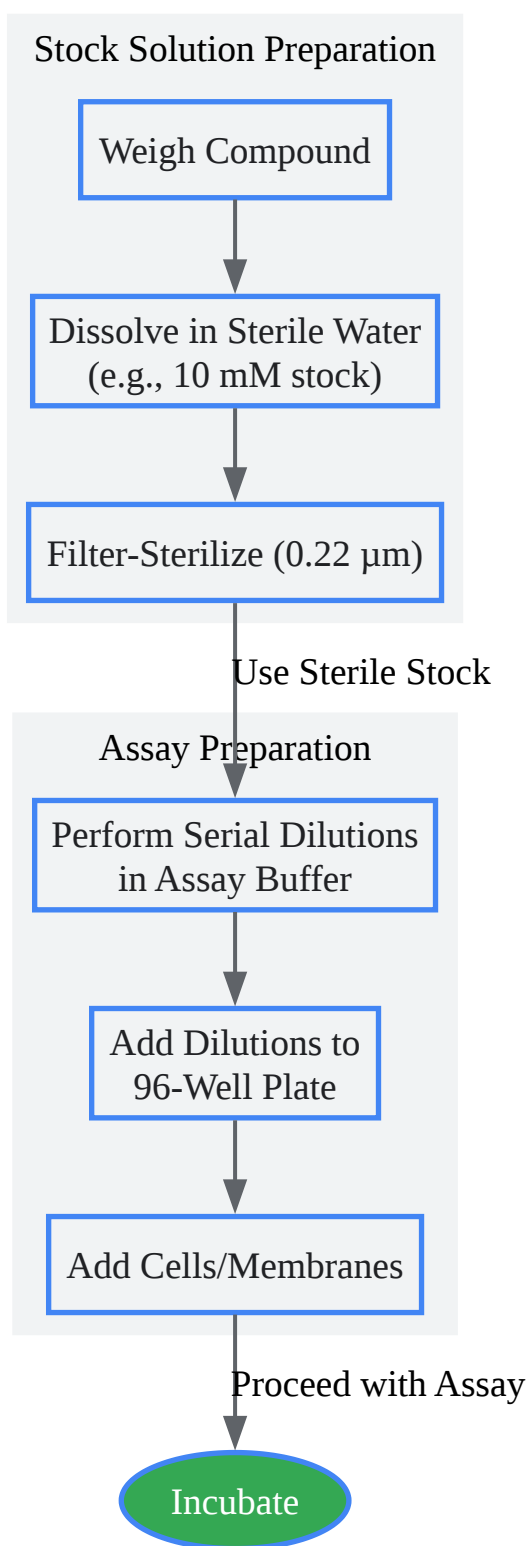 Stock Solution Preparation
Weigh Compound
Dissolve in Sterile Water
(e.g., 10 mM stock)
Filter-Sterilize (0.22 µm)
Use Sterile Stock
Assay Preparation
Perform Serial Dilutions
in Assay Buffer
Add Dilutions to
96-Well Plate
Add Cells/Membranes
Proceed with Assay
Incubate